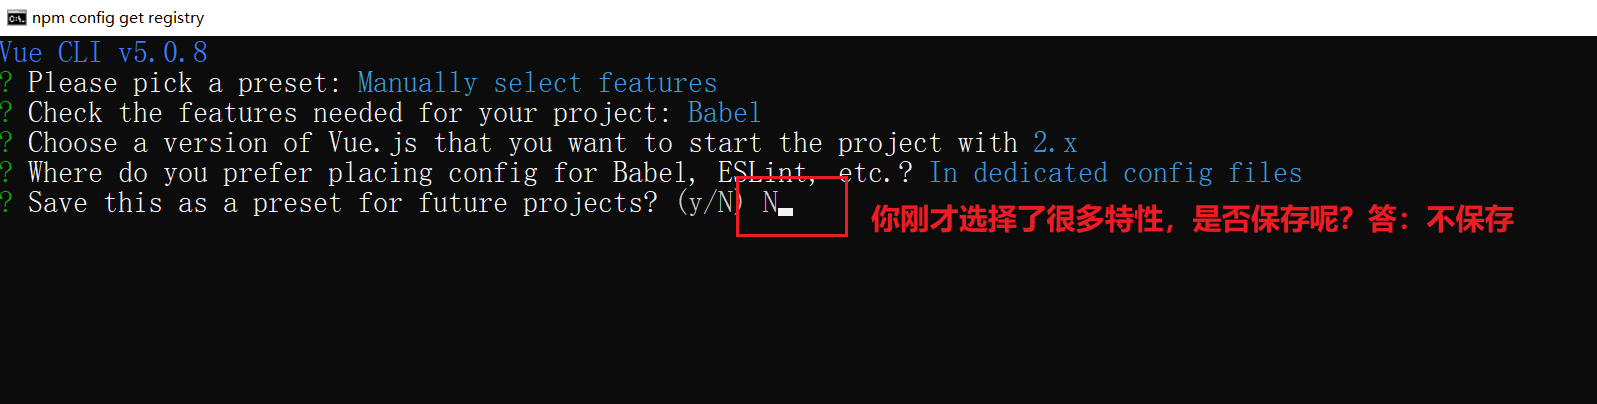 npm config get registry
Vue CLI v5.0.8
? Please pick a preset: Manually select features
? Check the features needed for your project: Babel
? Choose a version of Vue.js that you want to start the project with 2.x
? Where do you prefer placing config for Babel, ESLint, etc.? In dedicated config files
? Save this as a preset for future projects? (y/N) N
你刚才选择了很多特性，是否保存呢？答：不保存